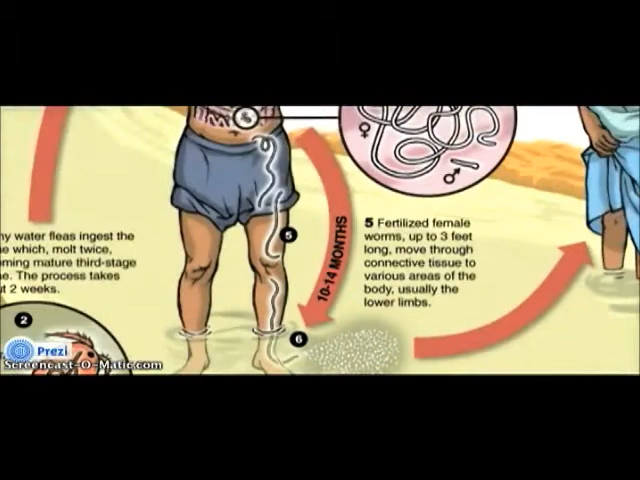 ny water fleas ingest the
e which, molt twice,
oming mature third-stage
e. The process takes
ut 2 weeks.
2
5
10-14 MONTHS
6
♀
♂
5 Fertilized female
worms, up to 3 feet
long, move through
connective tissue to
various areas of the
body, usually the
lower limbs.
Prezi
Screencast-O-Matic.com